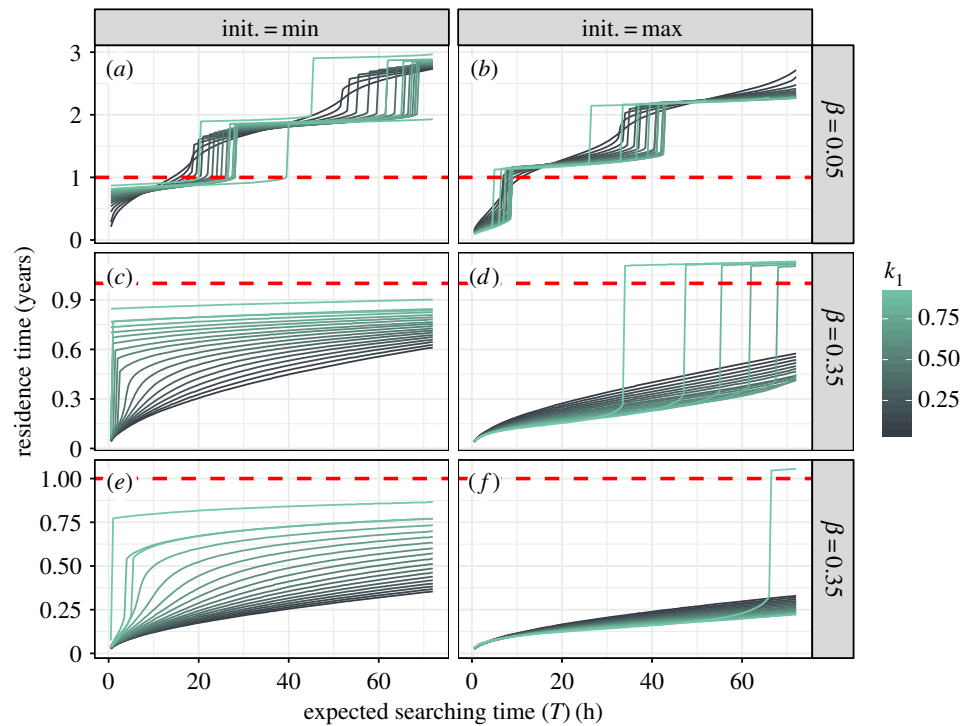 init. = min
init. = max
(a)
(b)
3
2
1
0
β = 0.05
(c)
(d)
0.9
0.6
0.3
0
β = 0.35
(e)
(f)
1.00
0.75
0.50
0.25
0
β = 0.35
0 20 40 60
0 20 40 60
expected searching time (T) (h)
residence time (years)
k1
0.75
0.50
0.25